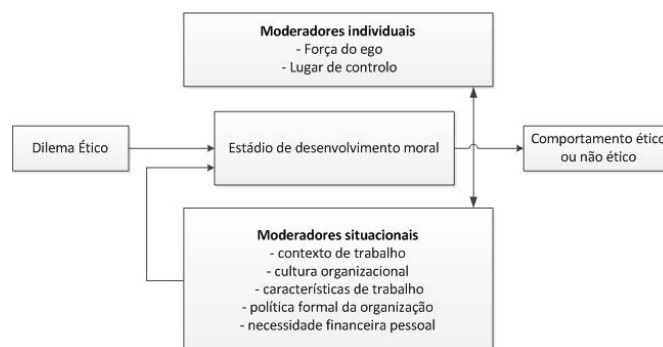 Moderadores individuais
- Força do ego
- Lugar de controlo
Dilema Ético
Estádio de desenvolvimento moral
Comportamento ético
ou não ético
Moderadores situacionais
- contexto de trabalho
- cultura organizacional
- características de trabalho
- política formal da organização
- necessidade financeira pessoal